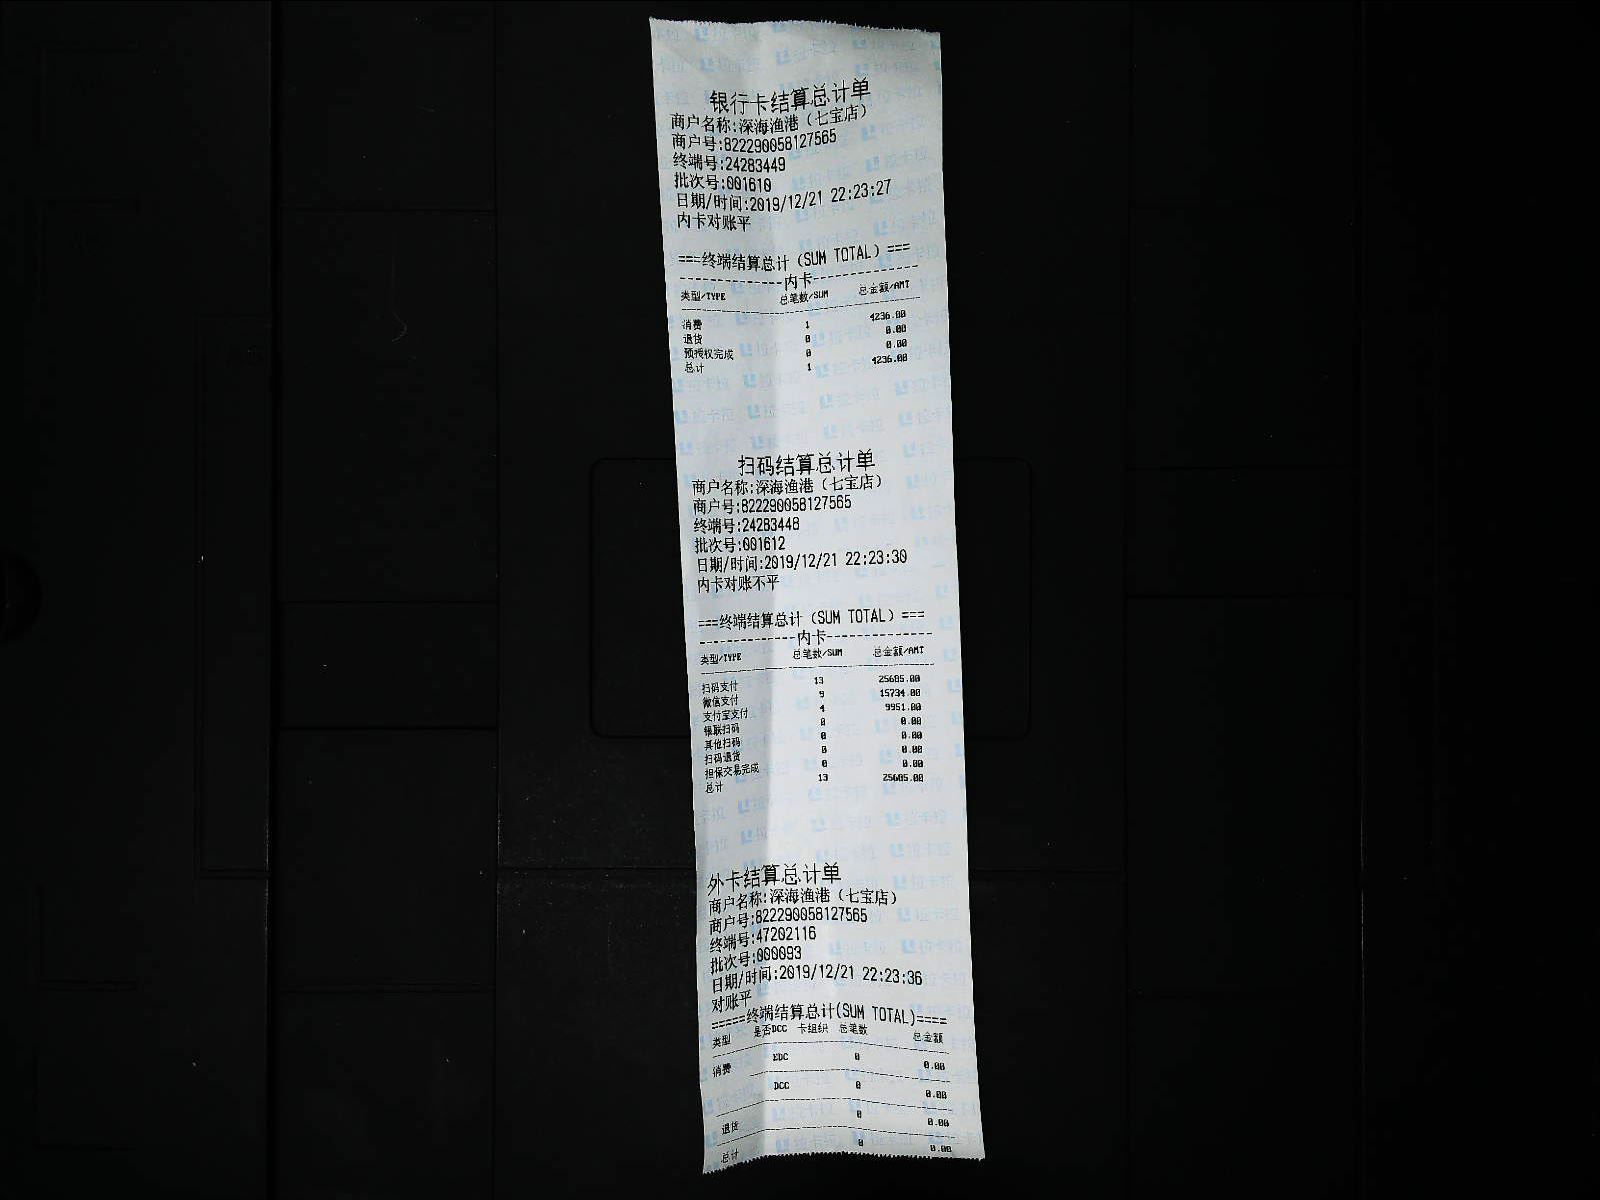 银行卡结算总计单
商户名称:深海渔港（七宝店）
商户号:822290058127565
终端号:24283449
批次号:001610
日期/时间:2019/12/21 22:23:27
内卡对账平
===终端结算总计（SUM TOTAL）===
-------------内卡-------------
类型/TYPE 总笔数/SUM 总金额/AMT
消费 1 4236.00
退货 0 0.00
预授权完成 0 0.00
总计 1 4236.00
扫码结算总计单
商户名称:深海渔港（七宝店）
商户号:822290058127565
终端号:24283448
批次号:001612
日期/时间:2019/12/21 22:23:30
内卡对账不平
===终端结算总计（SUM TOTAL）===
-------------内卡-------------
类型/TYPE 总笔数/SUM 总金额/AMT
扫码支付 13 25685.00
微信支付 9 15734.00
支付宝支付 4 9951.00
银联扫码 0 0.00
其他扫码 0 0.00
扫码退货 0 0.00
担保交易完成 0 0.00
总计 13 25685.00
外卡结算总计单
商户名称:深海渔港（七宝店）
商户号:822290058127565
终端号:47202116
批次号:000093
日期/时间:2019/12/21 22:23:36
对账平
=====终端结算总计(SUM TOTAL)====
类型 是否DCC 卡组织 总笔数 总金额
消费 EDC 0 0.00
DCC 0 0.00
退货 0 0.00
总计 0 0.00